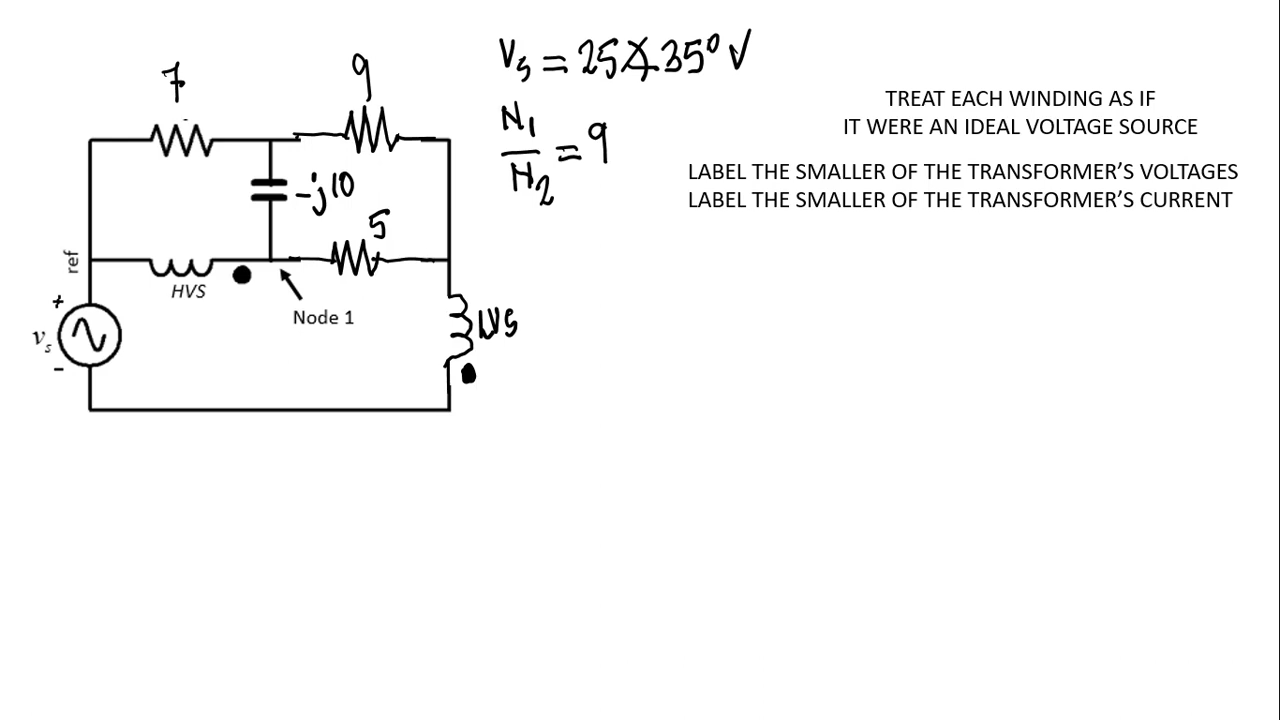 7
9
Vs = 25∡35° V
N1
N2
= 9
TREAT EACH WINDING AS IF
IT WERE AN IDEAL VOLTAGE SOURCE
LABEL THE SMALLER OF THE TRANSFORMER’S VOLTAGES
LABEL THE SMALLER OF THE TRANSFORMER’S CURRENT
-j10
5
ref
HVS
Node 1
LVS
+
vs
-